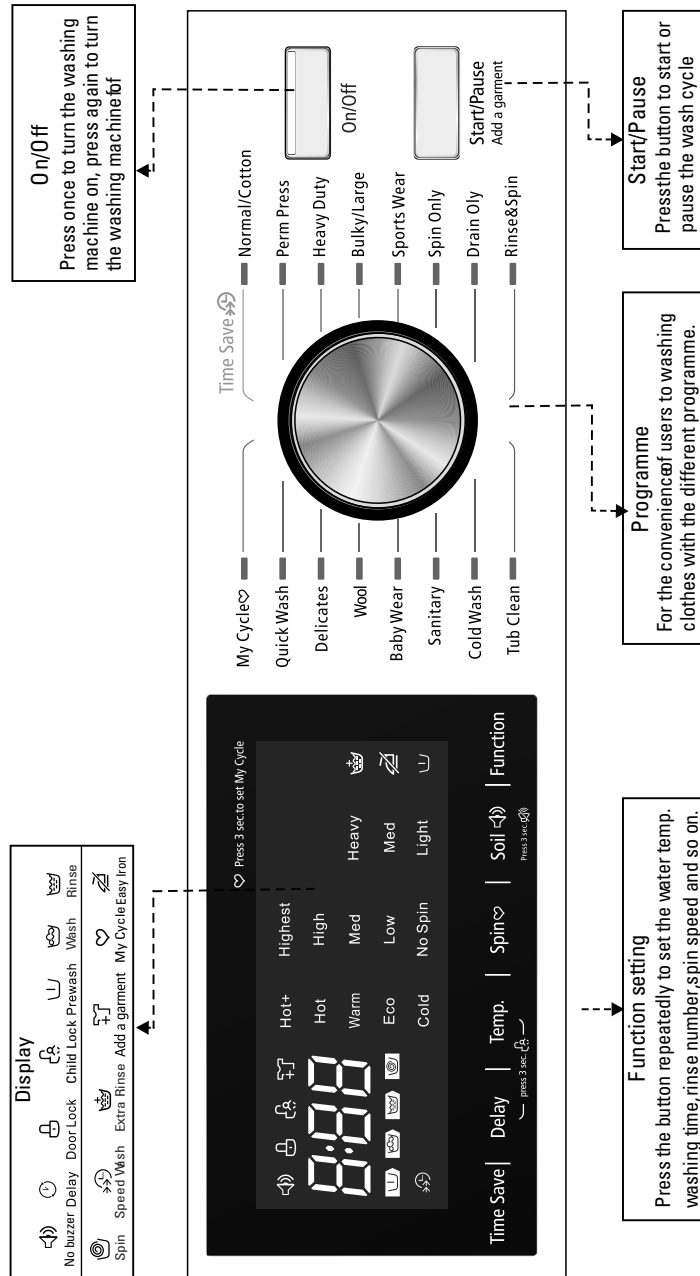 Display
No buzzer Delay Door Lock Child Lock Prewash Wash Rinse
Spin Speed Wash Extra Rinse Add a garment My Cycle Easy Iron
On/Off
Press once to turn the washing
machine on, press again to turn
the washing machine of
♡ Press 3 sec.to set My Cycle
Hot+ Highest
Hot High
Warm Med Heavy
Eco Low Med
Cold No Spin Light
88:8
Time Save | Delay | Temp. | Spin♡ | Soil | Function
press 3 sec.
Press 3 sec.
Time Save
My Cycle♡
Quick Wash
Delicates
Wool
Baby Wear
Sanitary
Cold Wash
Tub Clean
Normal/Cotton
Perm Press
Heavy Duty
Bulky/Large
Sports Wear
Spin Only
Drain Oly
Rinse&Spin
On/Off
Start/Pause
Add a garment
Function setting
Press the button repeatedly to set the water temp.
washing time,rinse number,spin speed and so on.
Programme
For the convenience of users to washing
clothes with the different programme.
Start/Pause
Pressthe button to start or
pause the wash cycle